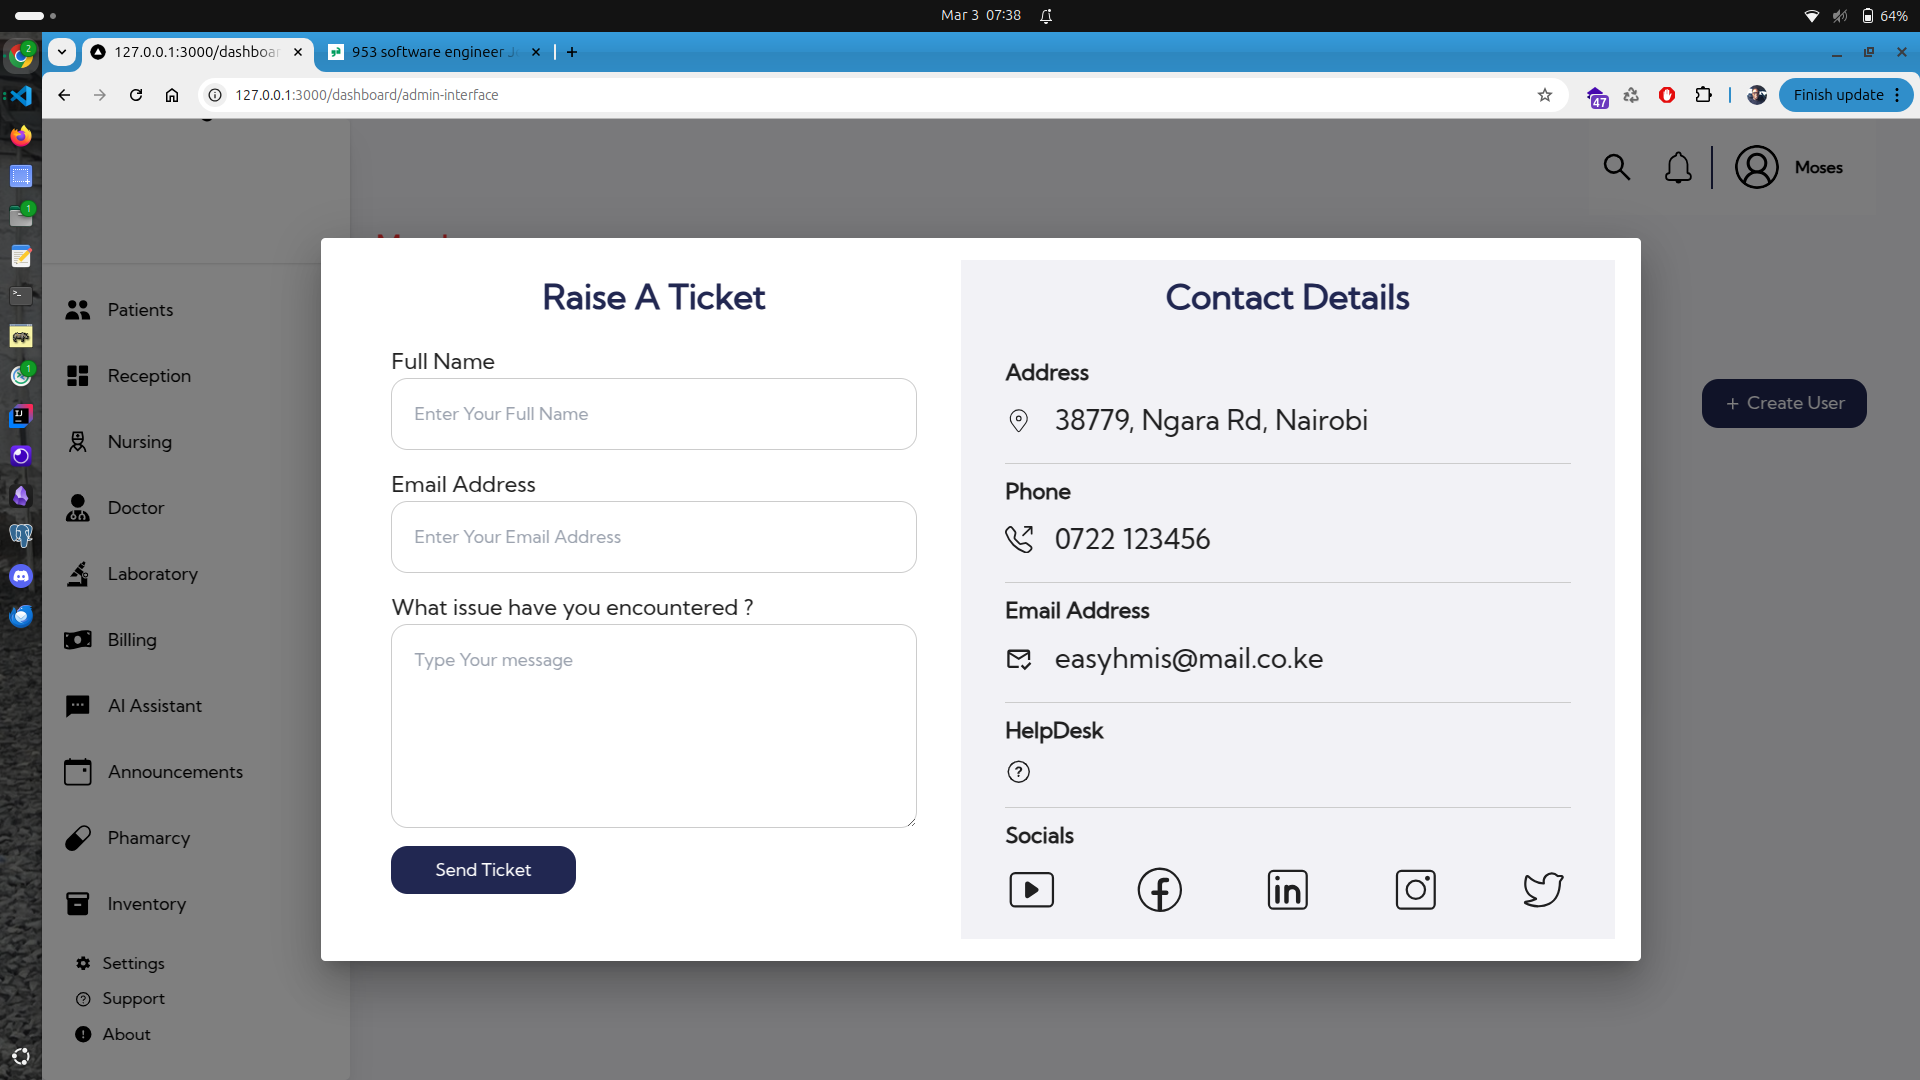 Mar 3 07:38
64%
127.0.0.1:3000/dashboar
953 software engineer Je
127.0.0.1:3000/dashboard/admin-interface
47
Finish update
2
1
1
Moses
Patients
Reception
Nursing
Doctor
Laboratory
Billing
AI Assistant
Announcements
Phamarcy
Inventory
Settings
Support
About
+ Create User
Raise A Ticket
Full Name
Enter Your Full Name
Email Address
Enter Your Email Address
What issue have you encountered ?
Type Your message
Send Ticket
Contact Details
Address
38779, Ngara Rd, Nairobi
Phone
0722 123456
Email Address
easyhmis@mail.co.ke
HelpDesk
Socials